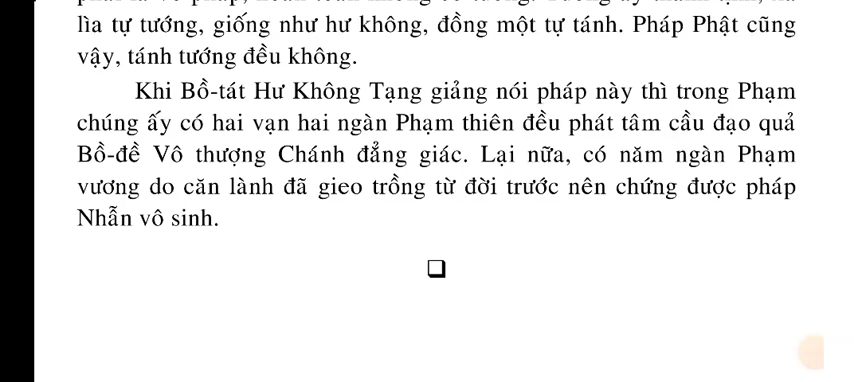 lìa tự tướng, giống như hư không, đồng một tự tánh. Pháp Phật cũng
vậy, tánh tướng đều không.
Khi Bồ-tát Hư Không Tạng giảng nói pháp này thì trong Phạm
chúng ấy có hai vạn hai ngàn Phạm thiên đều phát tâm cầu đạo quả
Bồ-đề Vô thượng Chánh đẳng giác. Lại nữa, có năm ngàn Phạm
vương do căn lành đã gieo trồng từ đời trước nên chứng được pháp
Nhẫn vô sinh.